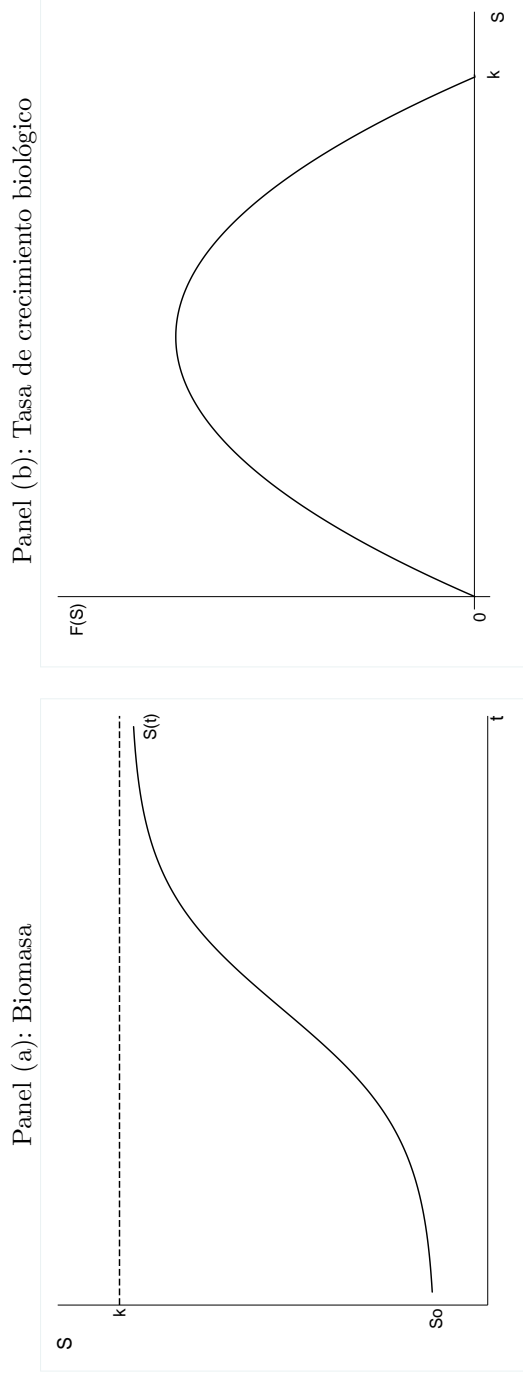 Panel (a): Biomasa
S
k
So
S(t)
t
Panel (b): Tasa de crecimiento biológico
F(S)
0
k
S